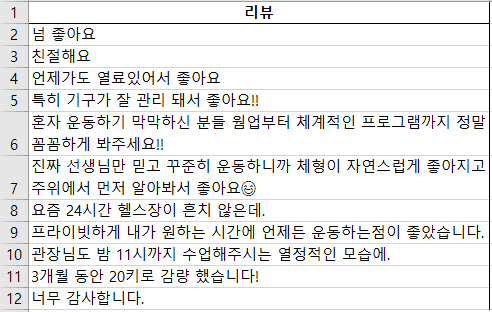 1 리뷰
2 넘 좋아요
3 친절해요
4 언제가도 열료있어서 좋아요
5 특히 기구가 잘 관리 돼서 좋아요!!
혼자 운동하기 막막하신 분들 웜업부터 체계적인 프로그램까지 정말
6 꼼꼼하게 봐주세요!!
진짜 선생님만 믿고 꾸준히 운동하니까 체형이 자연스럽게 좋아지고
7 주위에서 먼저 알아봐서 좋아요😄
8 요즘 24시간 헬스장이 흔치 않은데.
9 프라이빗하게 내가 원하는 시간에 언제든 운동하는점이 좋았습니다.
10 관장님도 밤 11시까지 수업해주시는 열정적인 모습에.
11 3개월 동안 20키로 감량 했습니다!
12 너무 감사합니다.